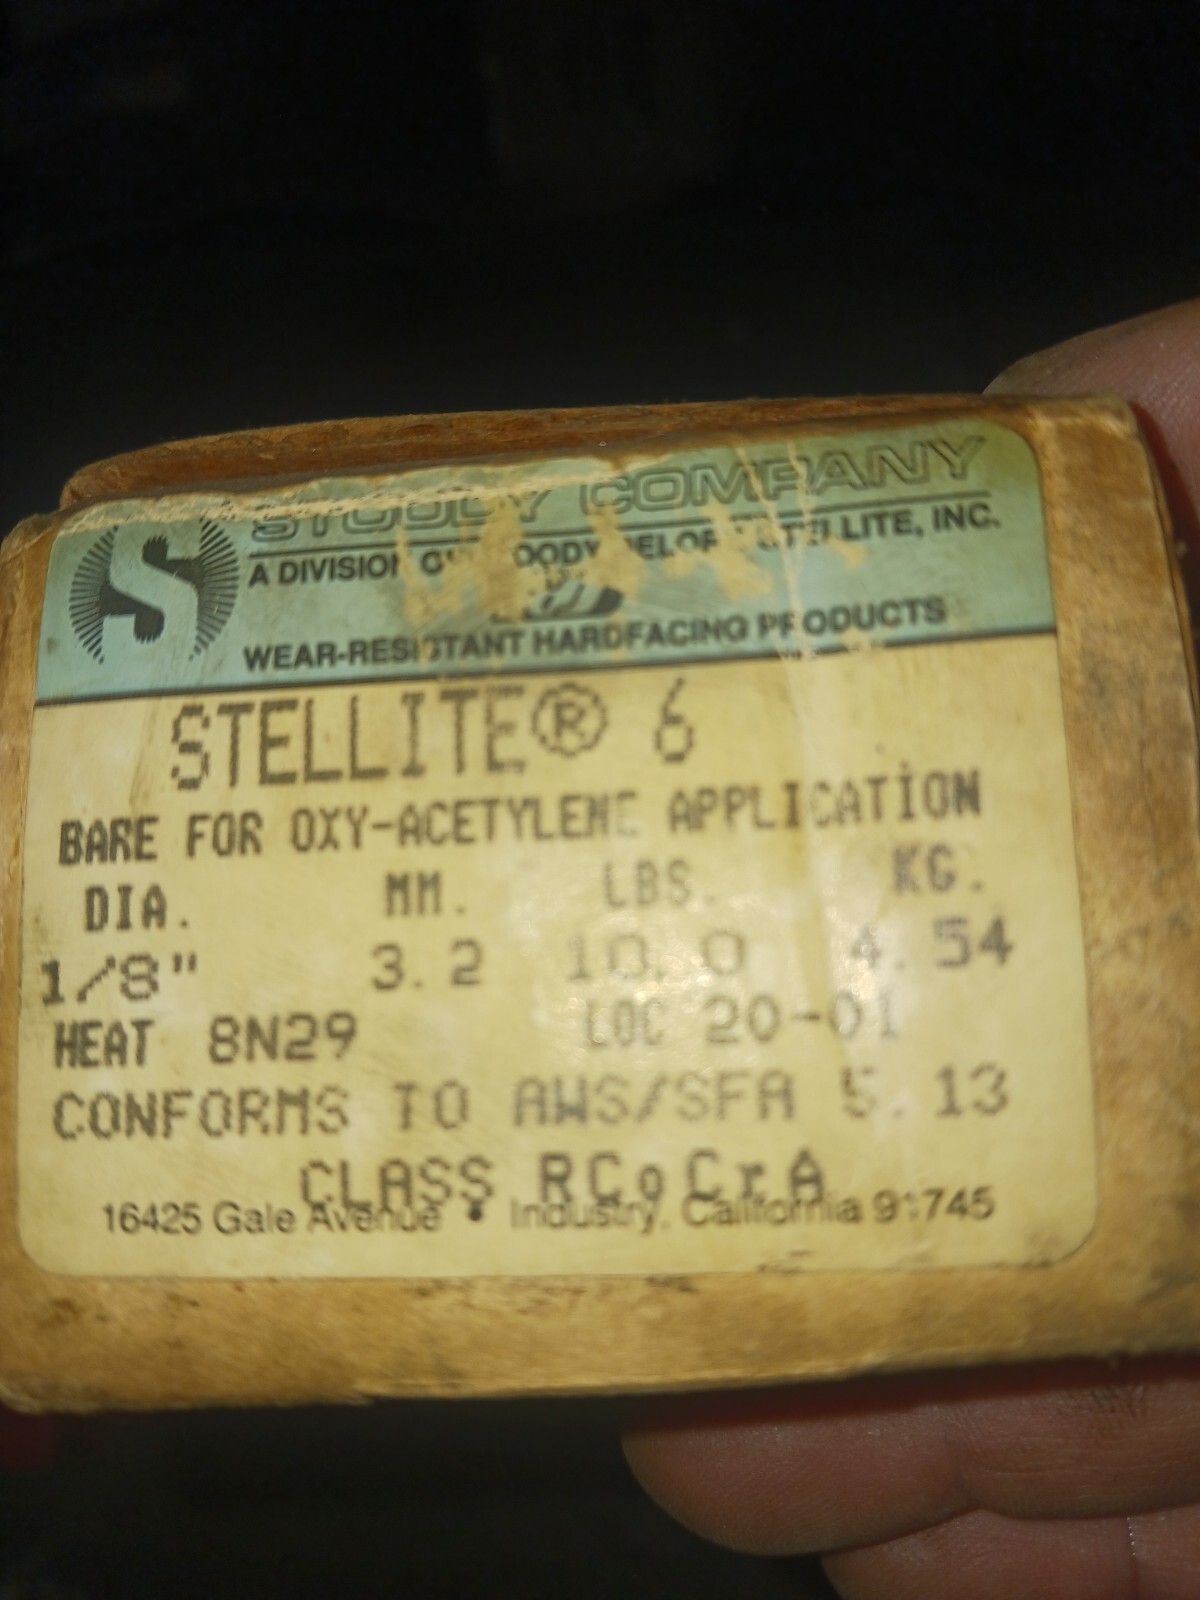 STOODY COMPANY
A DIVISION OF STOODY DELORO STELLITE, INC.
WEAR-RESISTANT HARDFACING PRODUCTS
STELLITE® 6
BARE FOR OXY-ACETYLENE APPLICATION
DIA. MM. LBS. KG.
1/8" 3.2 10.0 4.54
HEAT 8N29 LOC 20-01
CONFORMS TO AWS/SFA 5.13
CLASS RCoCrA
16425 Gale Avenue • Industry, California 91745